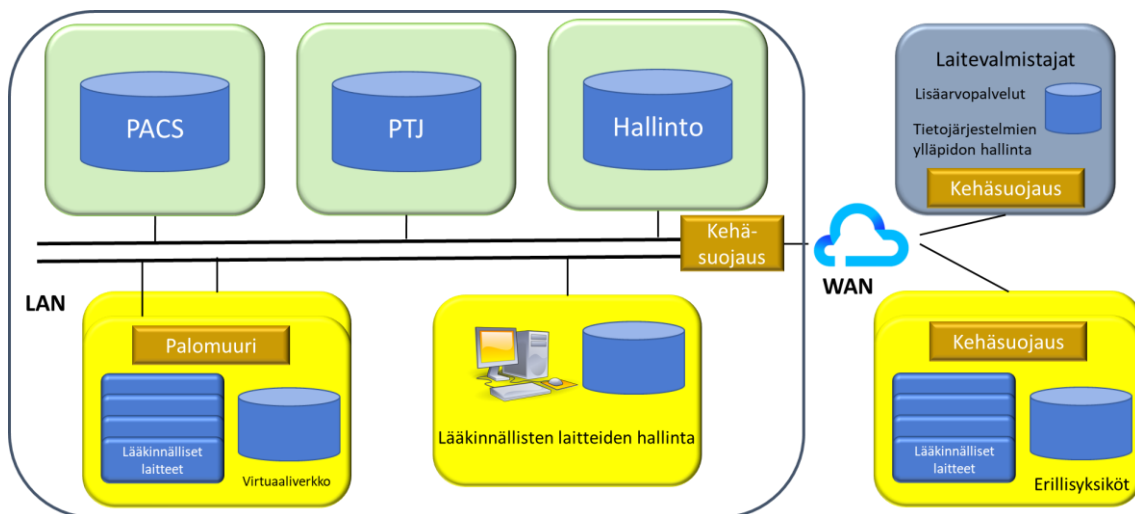 PACS
PTJ
Hallinto
Laitevalmistajat
Lisäarvopalvelut
Tietojärjestelmien
ylläpidon hallinta
Kehäsuojaus
Kehä-
suojaus
LAN
WAN
Palomuuri
Lääkinnälliset
laitteet
Virtuaaliverkko
Lääkinnällisten laitteiden hallinta
Kehäsuojaus
Lääkinnälliset
laitteet
Erillisyksiköt